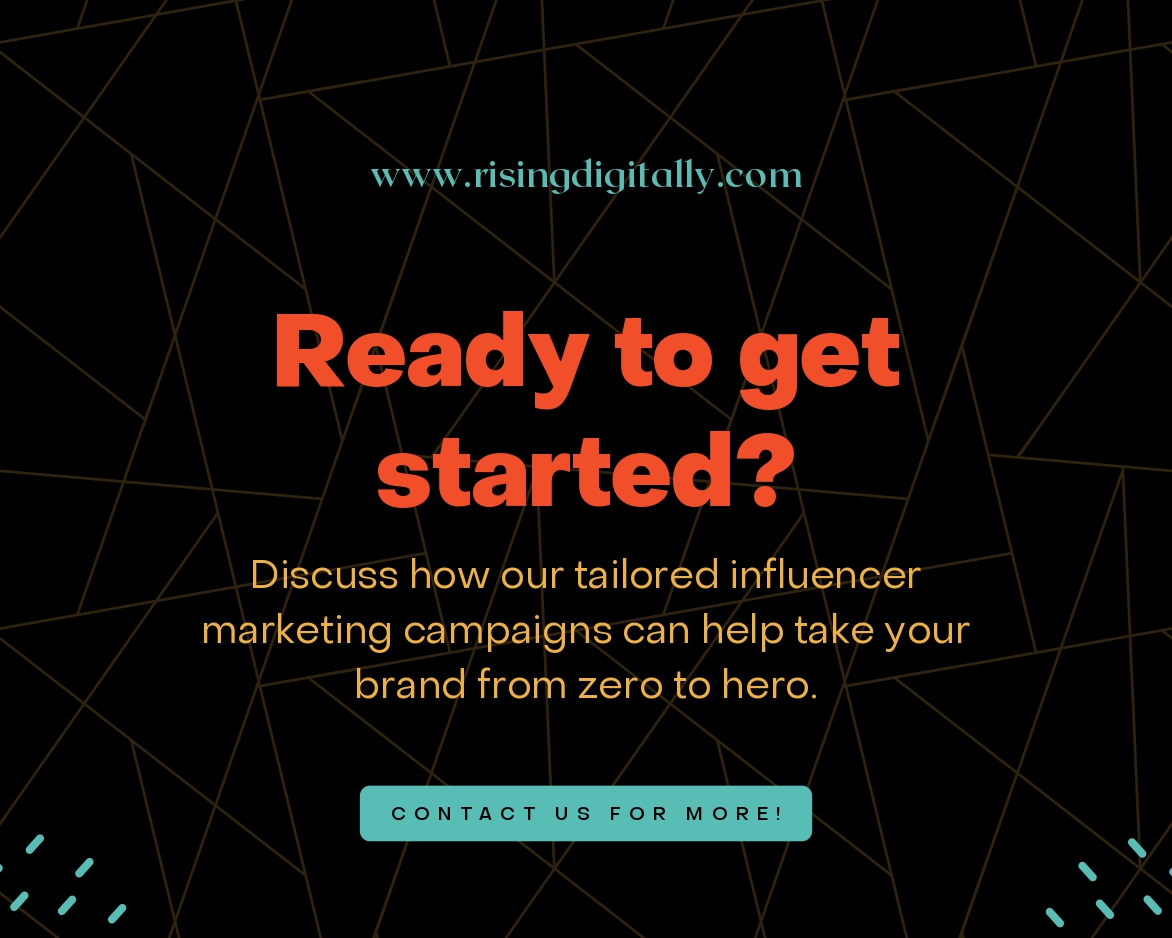 www.risingdigitally.com
Ready to get
started?
Discuss how our tailored influencer
marketing campaigns can help take your
brand from zero to hero.
CONTACT US FOR MORE!